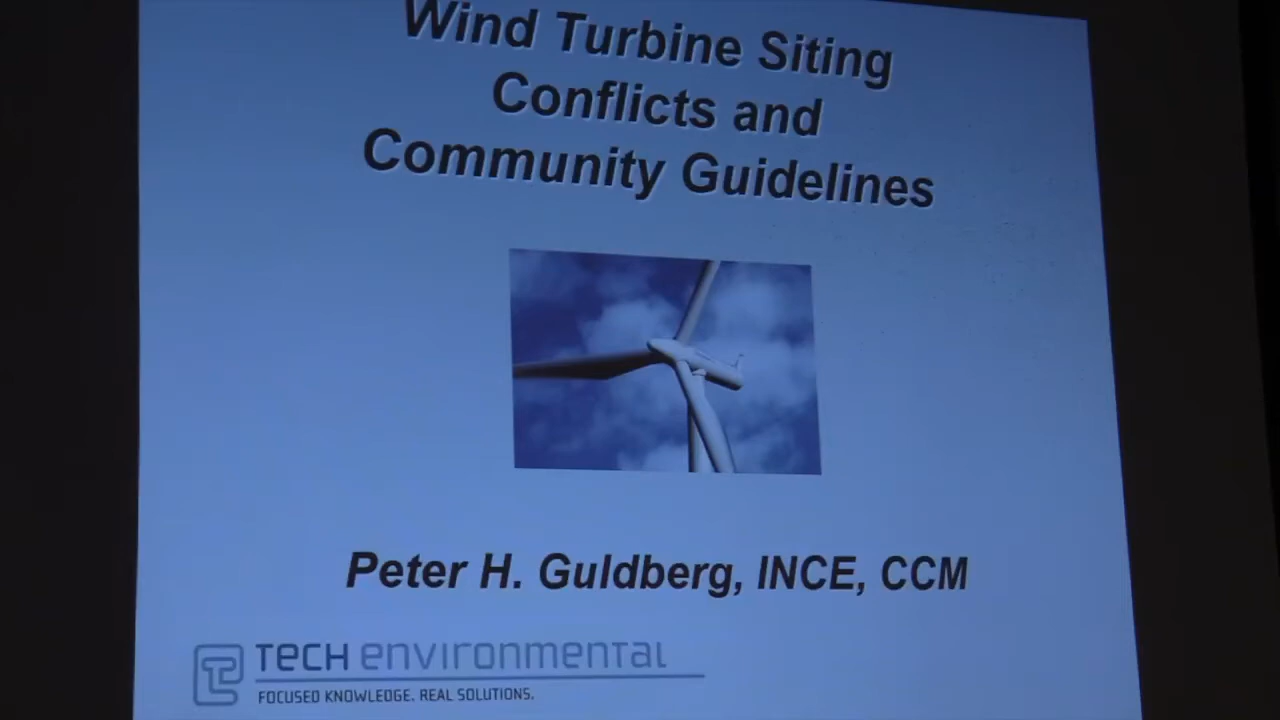 Wind Turbine Siting
Conflicts and
Community Guidelines
Peter H. Guldberg, INCE, CCM
TECH environmental
FOCUSED KNOWLEDGE. REAL SOLUTIONS.